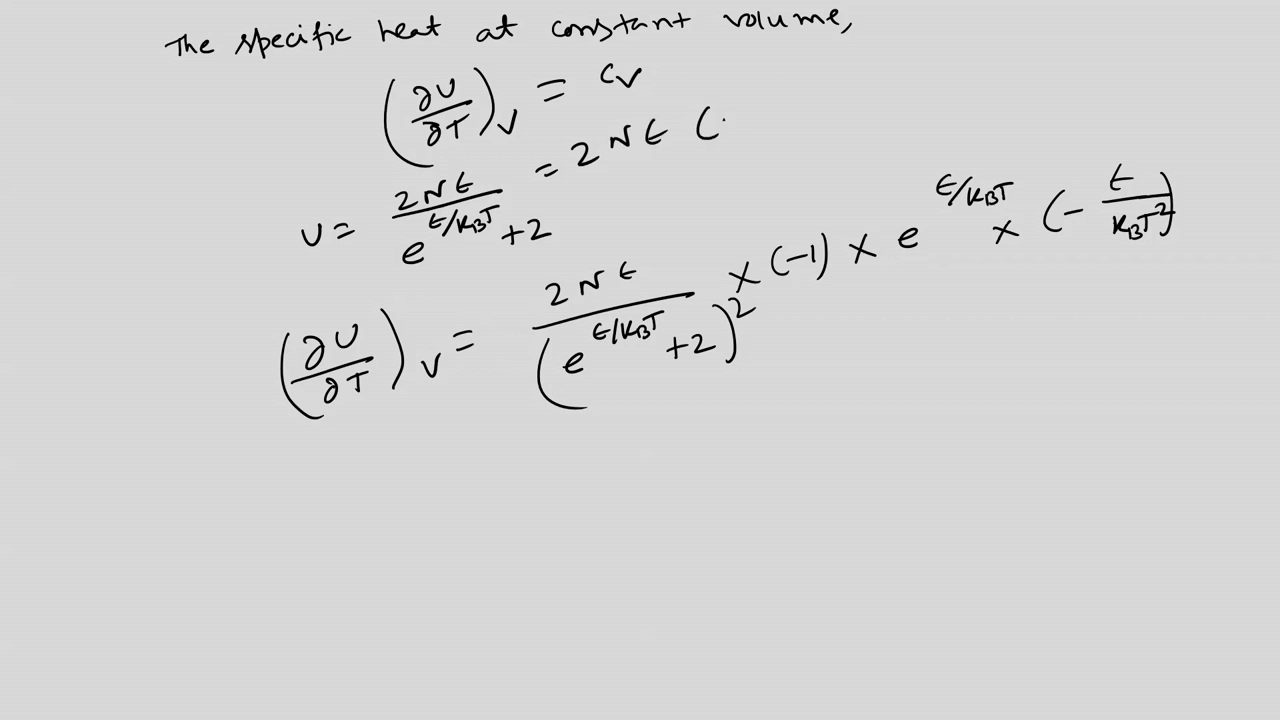 The specific heat at constant volume,
(∂U/∂T)_V = C_V
U = 2Nϵ / (e^(ϵ/k_BT) + 2) = 2Nϵ (
(∂U/∂T)_V = 2Nϵ / (e^(ϵ/k_BT) + 2)^2 × (-1) × e^(ϵ/k_BT) × (- ϵ/(k_BT^2))